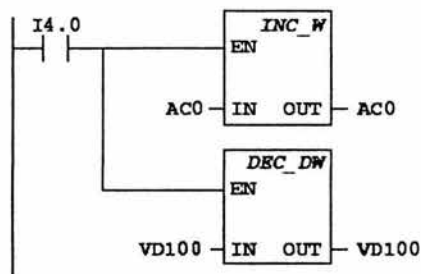 I4.0
INC_W
EN
AC0 IN OUT AC0
DEC_DW
EN
VD100 IN OUT VD100